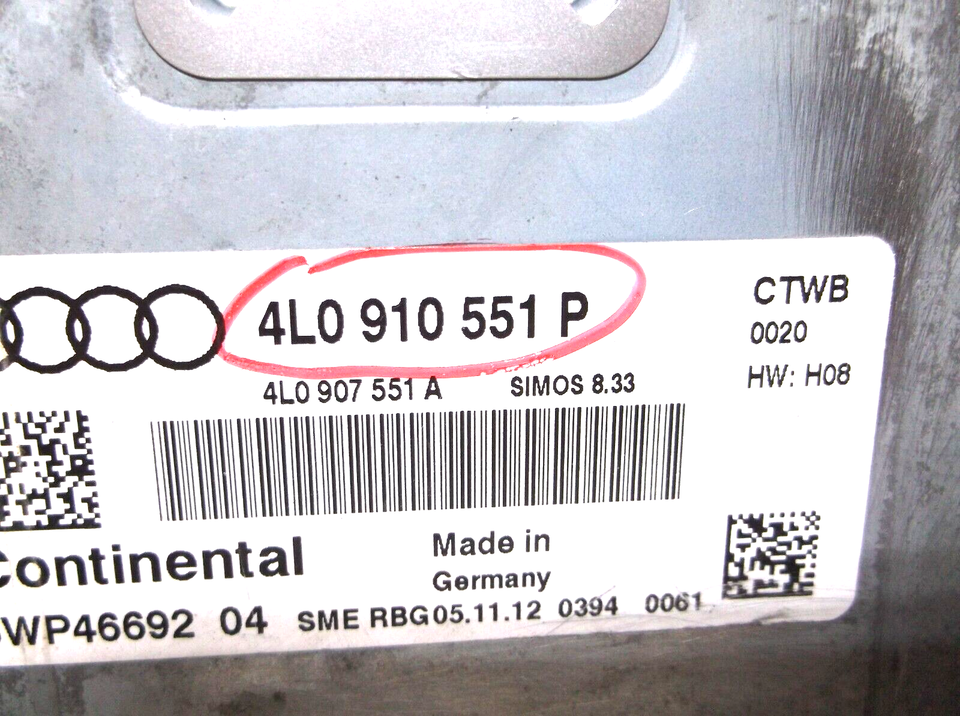 4L0 910 551 P
CTWB
0020
4L0 907 551 A SIMOS 8.33
HW: H08
Continental
Made in
Germany
WP46692 04 SME RBG05.11.12 0394 0061